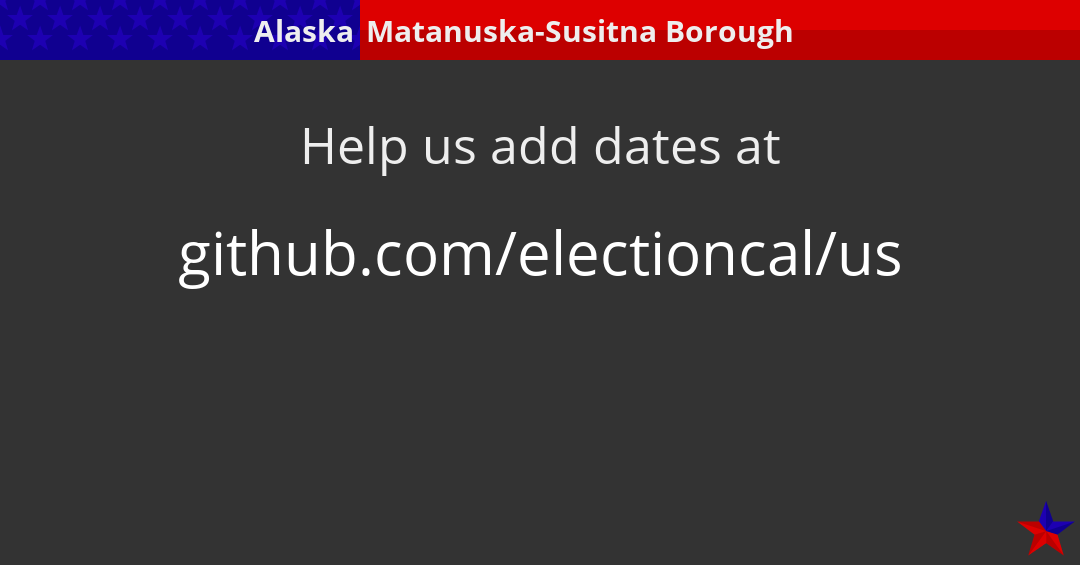 Alaska Matanuska-Susitna Borough
Help us add dates at
github.com/electioncal/us